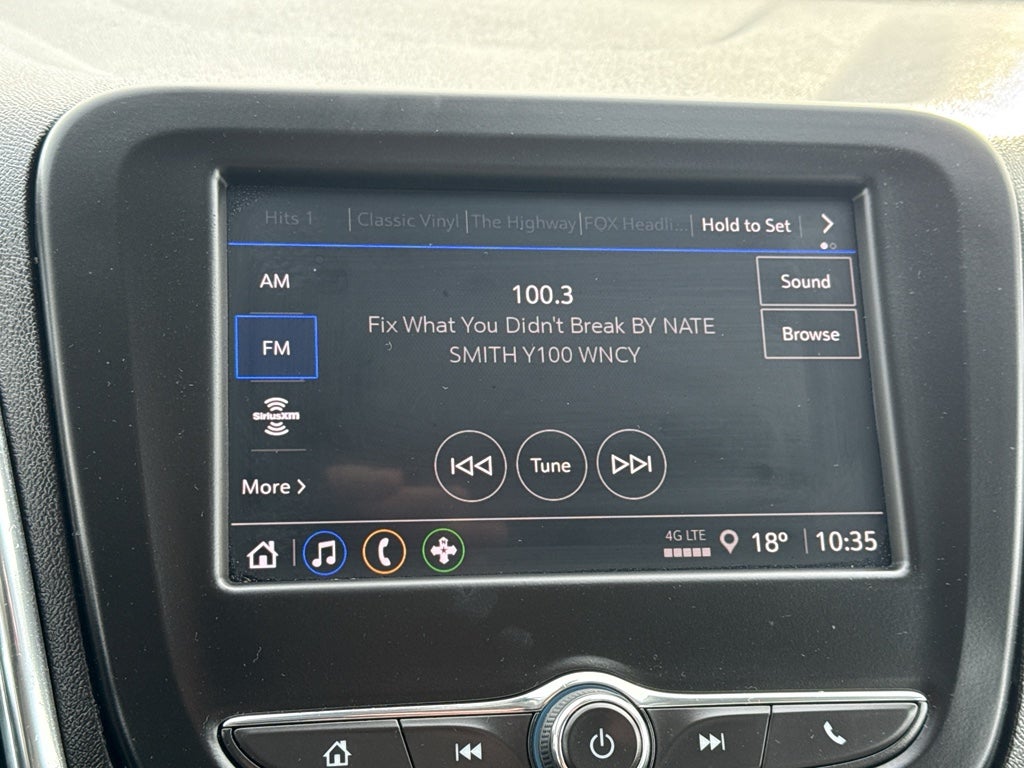 Hits 1 Classic Vinyl The Highway FOX Headli... Hold to Set
AM
100.3
Sound
Fix What You Didn't Break BY NATE
SMITH Y100 WNCY
Browse
FM
SiriusXM
More
Tune
4G LTE
18° 10:35